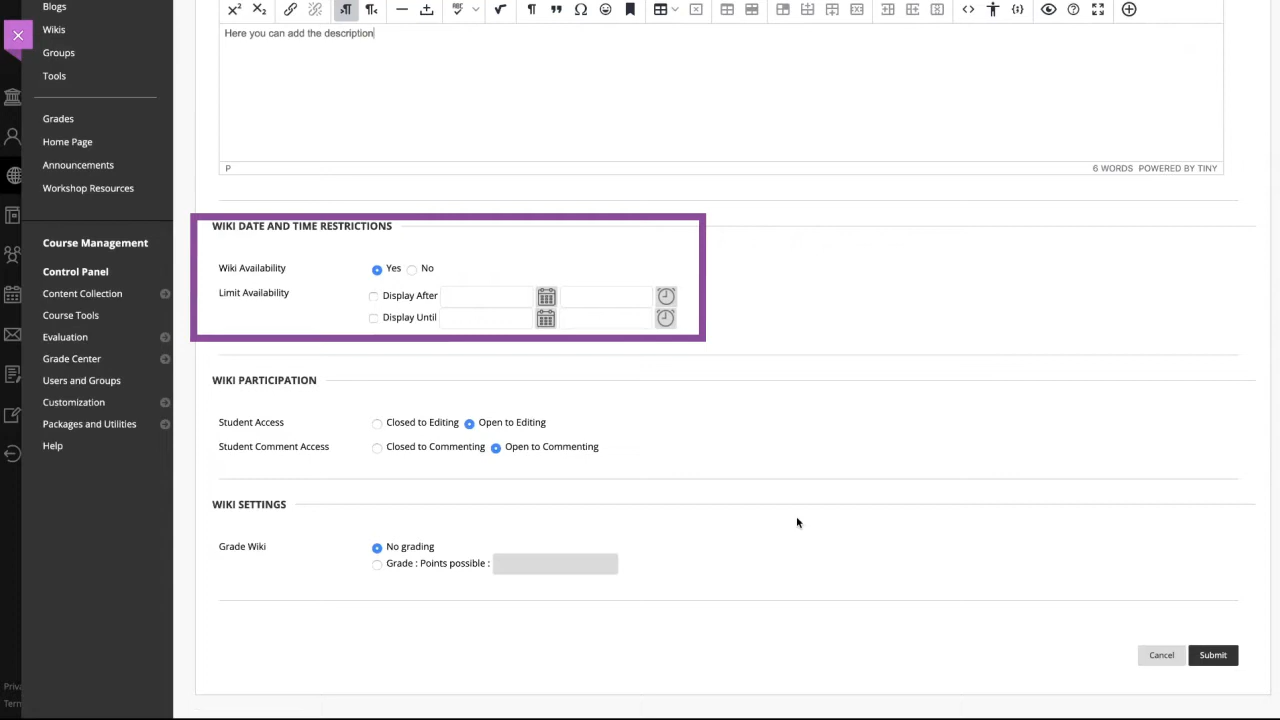 Blogs
Wikis
Groups
Tools
Grades
Home Page
Announcements
Workshop Resources
Course Management
Control Panel
Content Collection
Course Tools
Evaluation
Grade Center
Users and Groups
Customization
Packages and Utilities
Help
Priva
Term
Here you can add the description
P
6 WORDS POWERED BY TINY
WIKI DATE AND TIME RESTRICTIONS
Wiki Availability Yes No
Limit Availability Display After
Display Until
WIKI PARTICIPATION
Student Access Closed to Editing Open to Editing
Student Comment Access Closed to Commenting Open to Commenting
WIKI SETTINGS
Grade Wiki No grading
Grade : Points possible :
Cancel Submit